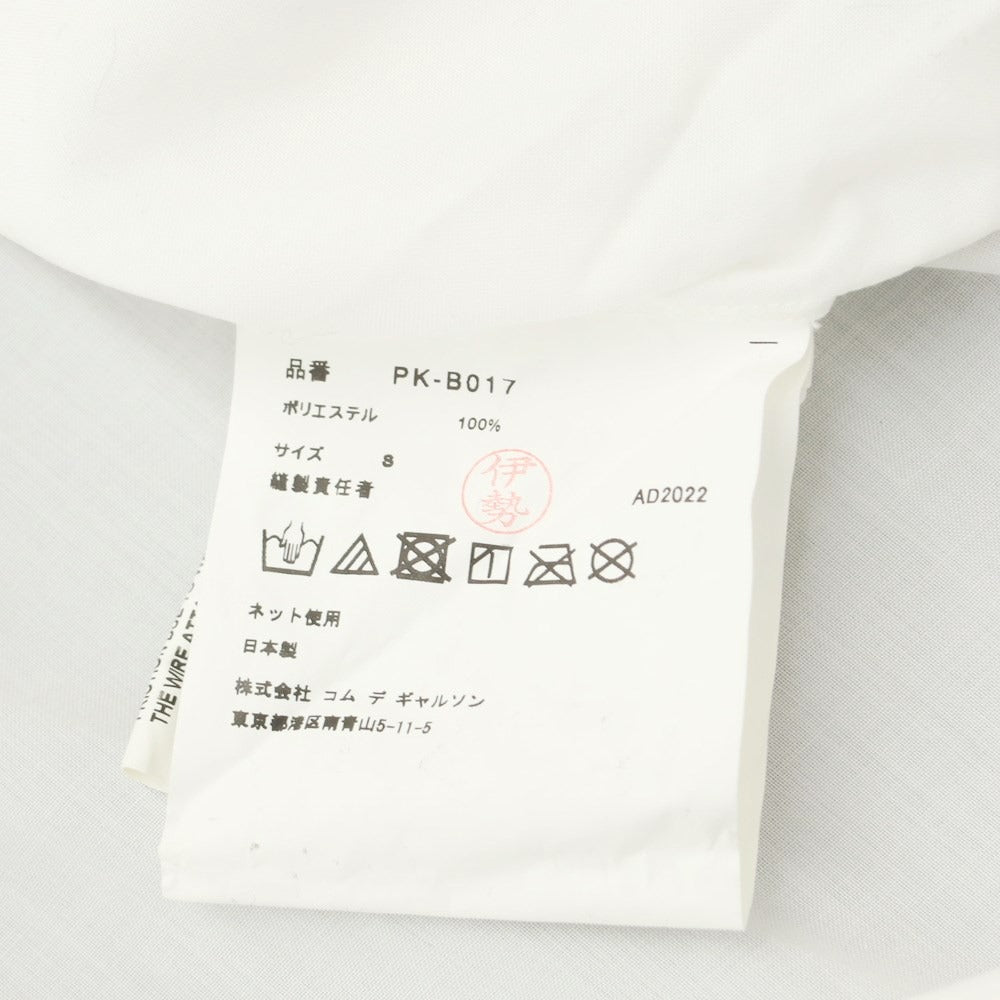 品番 PK-B017
ポリエステル 100%
サイズ S
縫製責任者 伊勢 AD2022
ネット使用
日本製
株式会社 コム デ ギャルソン
東京都港区南青山5-11-5
THE WIRE